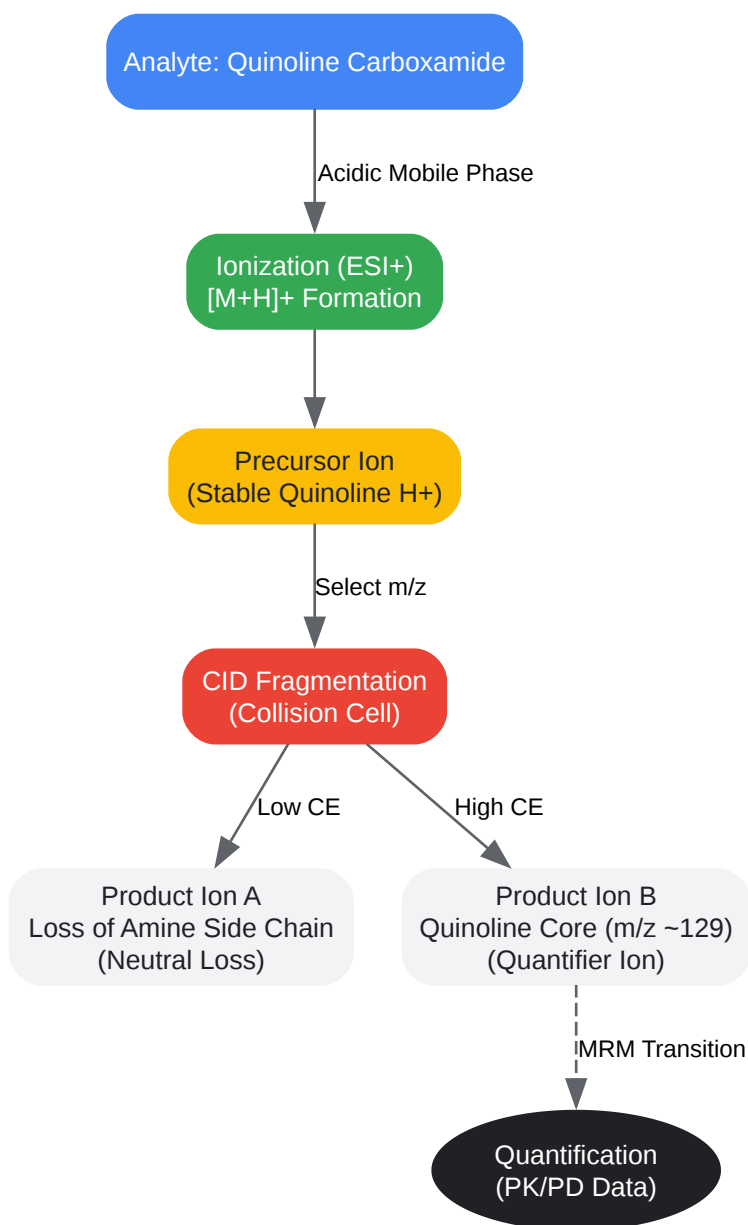 Analyte: Quinoline Carboxamide
Acidic Mobile Phase
Ionization (ESI+)
[M+H]+ Formation
Precursor Ion
(Stable Quinoline H+)
Select m/z
CID Fragmentation
(Collision Cell)
Low CE
High CE
Product Ion A
Loss of Amine Side Chain
(Neutral Loss)
Product Ion B
Quinoline Core (m/z ~129)
(Quantifier Ion)
MRM Transition
Quantification
(PK/PD Data)